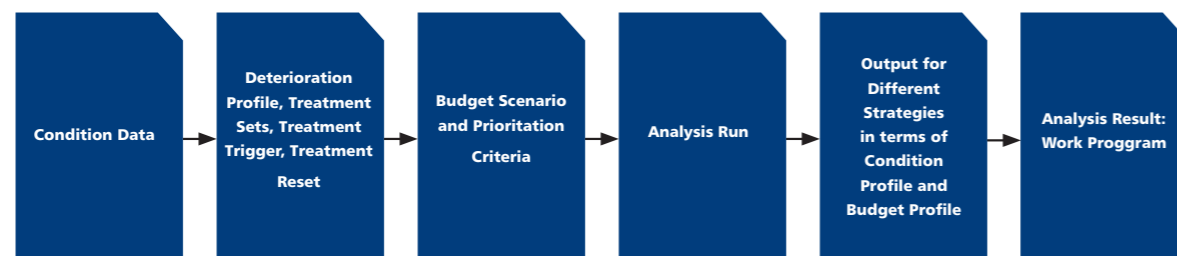 Condition Data
Deterioration
Profile, Treatment
Sets, Treatment
Trigger, Treatment
Reset
Budget Scenario
and Prioritation
Criteria
Analysis Run
Output for
Different
Strategies
in terms of
Condition
Profile and
Budget Profile
Analysis Result:
Work Proggram